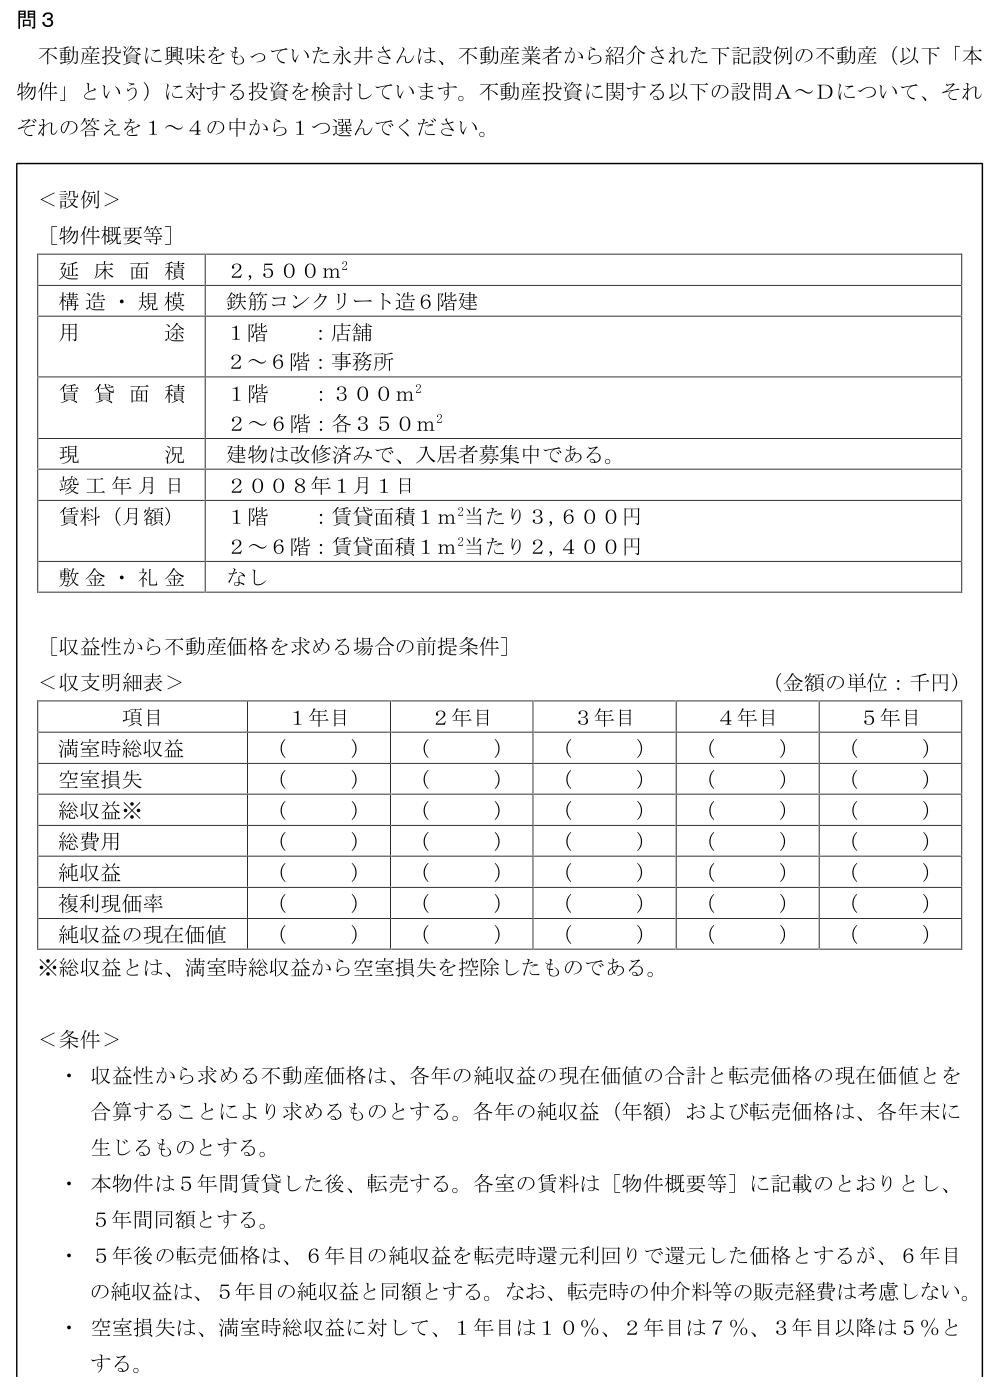 問３
不動産投資に興味をもっていた永井さんは、不動産業者から紹介された下記設例の不動産（以下「本
物件」という）に対する投資を検討しています。不動産投資に関する以下の設問Ａ～Ｄについて、それ
ぞれの答えを１～４の中から１つ選んでください。
＜設例＞
［物件概要等］
延床面積 ２,５００m²
構造・規模 鉄筋コンクリート造６階建
用途 １階　　：店舗
２～６階：事務所
賃貸面積 １階　　：３００m²
２～６階：各３５０m²
現況 建物は改修済みで、入居者募集中である。
竣工年月日 ２００８年１月１日
賃料（月額） １階　　：賃貸面積１m²当たり３,６００円
２～６階：賃貸面積１m²当たり２,４００円
敷金・礼金 なし
［収益性から不動産価格を求める場合の前提条件］
＜収支明細表＞ （金額の単位：千円）
項目 １年目 ２年目 ３年目 ４年目 ５年目
満室時総収益 （　　） （　　） （　　） （　　） （　　）
空室損失 （　　） （　　） （　　） （　　） （　　）
総収益※ （　　） （　　） （　　） （　　） （　　）
総費用 （　　） （　　） （　　） （　　） （　　）
純収益 （　　） （　　） （　　） （　　） （　　）
複利現価率 （　　） （　　） （　　） （　　） （　　）
純収益の現在価値 （　　） （　　） （　　） （　　） （　　）
※総収益とは、満室時総収益から空室損失を控除したものである。
＜条件＞
・ 収益性から求める不動産価格は、各年の純収益の現在価値の合計と転売価格の現在価値とを
合算することにより求めるものとする。各年の純収益（年額）および転売価格は、各年末に
生じるものとする。
・ 本物件は５年間賃貸した後、転売する。各室の賃料は［物件概要等］に記載のとおりとし、
５年間同額とする。
・ ５年後の転売価格は、６年目の純収益を転売時還元利回りで還元した価格とするが、６年目
の純収益は、５年目の純収益と同額とする。なお、転売時の仲介料等の販売経費は考慮しない。
・ 空室損失は、満室時総収益に対して、１年目は１０％、２年目は７％、３年目以降は５％と
する。